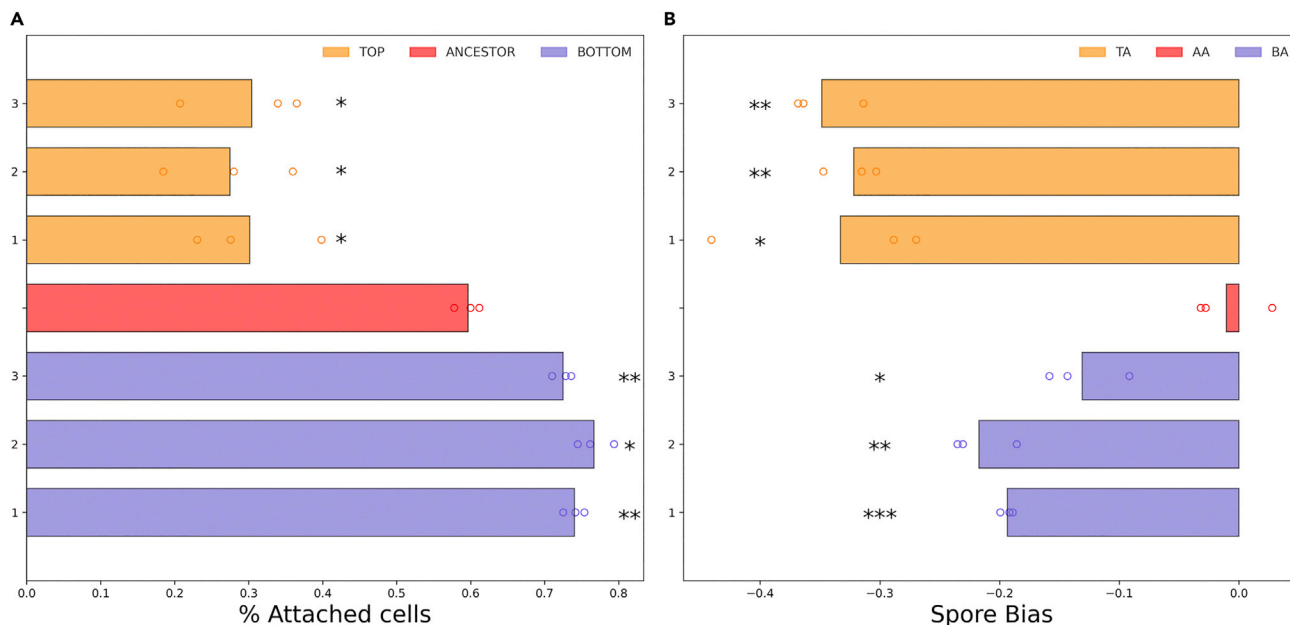 A
TOP ANCESTOR BOTTOM
3 *
2 *
1 *
3 **
2 *
1 **
0.0 0.1 0.2 0.3 0.4 0.5 0.6 0.7 0.8
% Attached cells
B
TA AA BA
3 **
2 **
1 *
3 *
2 **
1 ***
−0.4 −0.3 −0.2 −0.1 0.0
Spore Bias